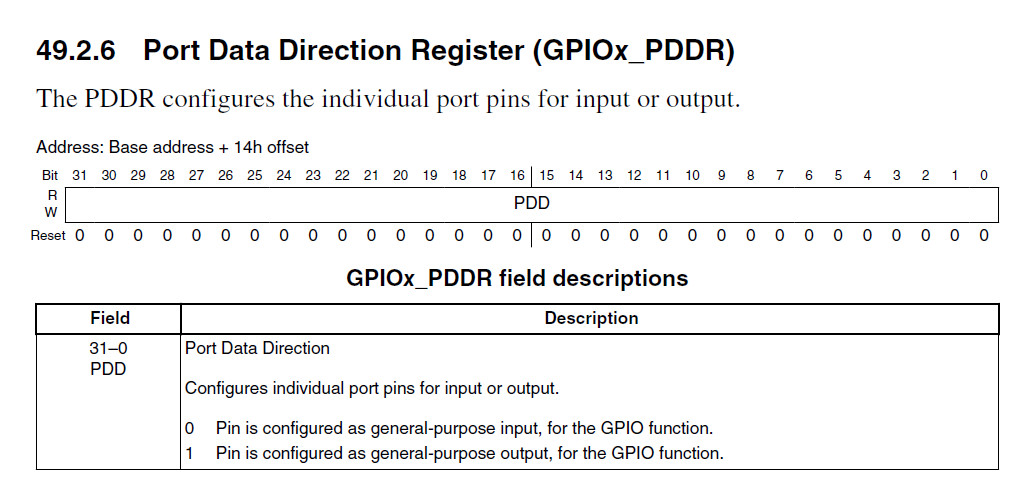 49.2.6 Port Data Direction Register (GPIOx_PDDR)
The PDDR configures the individual port pins for input or output.
Address: Base address + 14h offset
Bit 31 30 29 28 27 26 25 24 23 22 21 20 19 18 17 16 15 14 13 12 11 10 9 8 7 6 5 4 3 2 1 0
R
PDD
W
Reset 0 0 0 0 0 0 0 0 0 0 0 0 0 0 0 0 0 0 0 0 0 0 0 0 0 0 0 0 0 0 0 0
GPIOx_PDDR field descriptions
Field Description
31–0 Port Data Direction
PDD
Configures individual port pins for input or output.
0 Pin is configured as general-purpose input, for the GPIO function.
1 Pin is configured as general-purpose output, for the GPIO function.